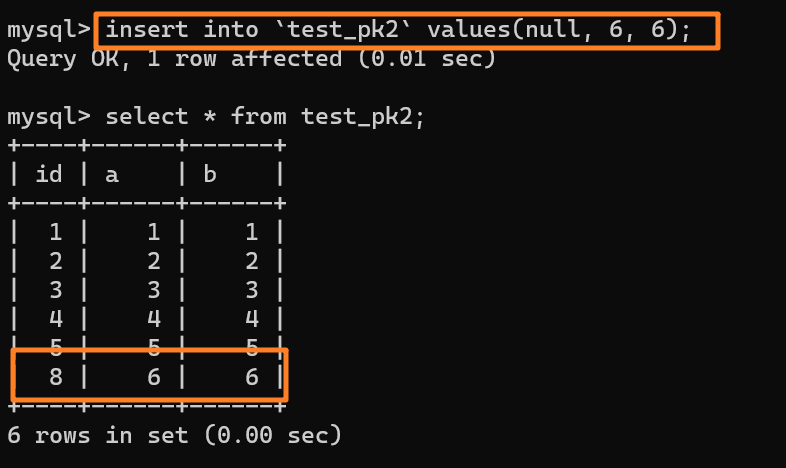 mysql> insert into `test_pk2` values(null, 6, 6);
Query OK, 1 row affected (0.01 sec)
mysql> select * from test_pk2;
+----+------+------+
| id | a    | b    |
+----+------+------+
|  1 |    1 |    1 |
|  2 |    2 |    2 |
|  3 |    3 |    3 |
|  4 |    4 |    4 |
|  5 |    5 |    5 |
|  8 |    6 |    6 |
+----+------+------+
6 rows in set (0.00 sec)